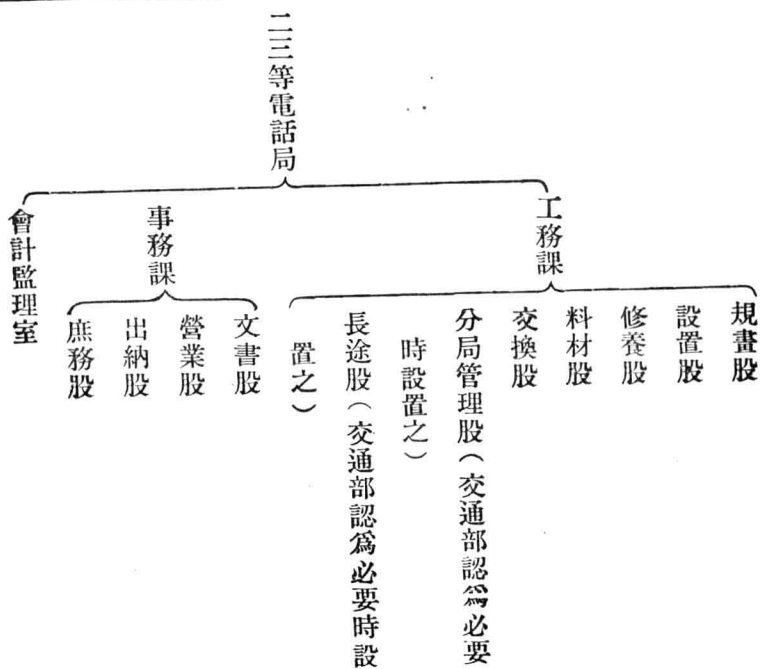 二三等電話局
工務課
規畫股
設置股
修養股
料材股
交換股
分局管理股（交通部認爲必要
時設置之）
長途股（交通部認爲必要時設
置之）
事務課
文書股
營業股
出納股
庶務股
會計監理室